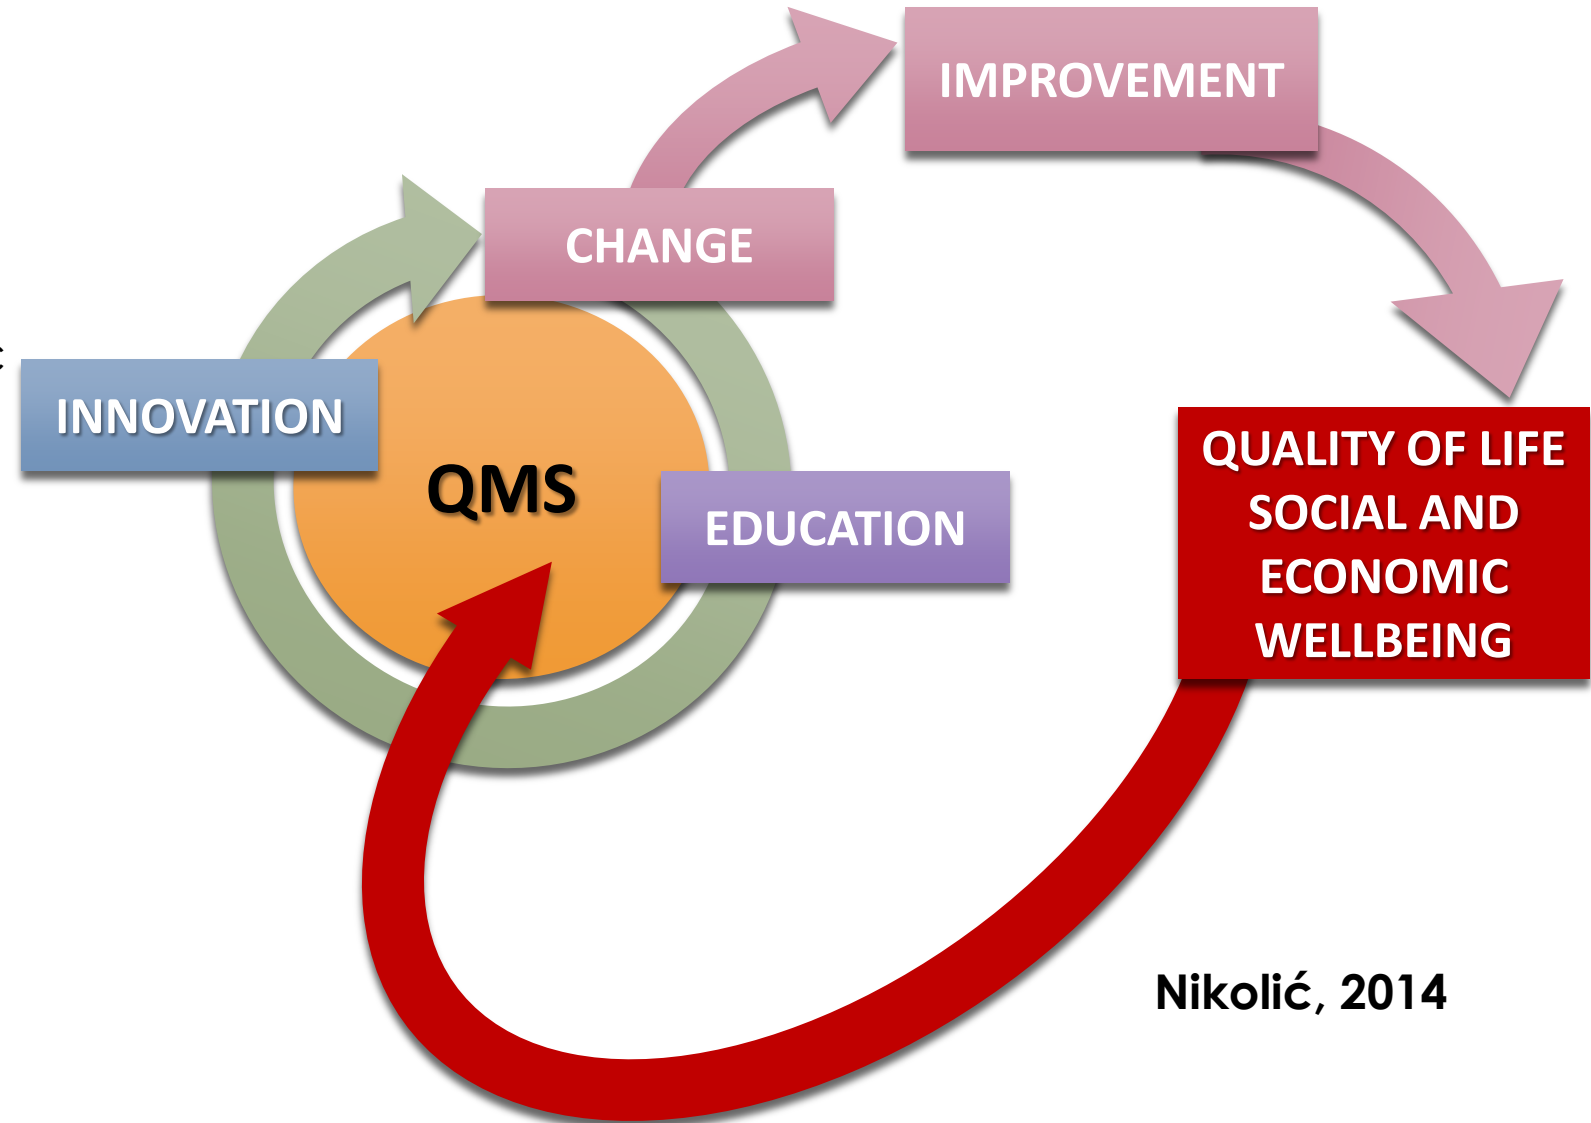 IMPROVEMENT
CHANGE
INNOVATION
QMS
EDUCATION
QUALITY OF LIFE
SOCIAL AND
ECONOMIC
WELLBEING
Nikolić, 2014